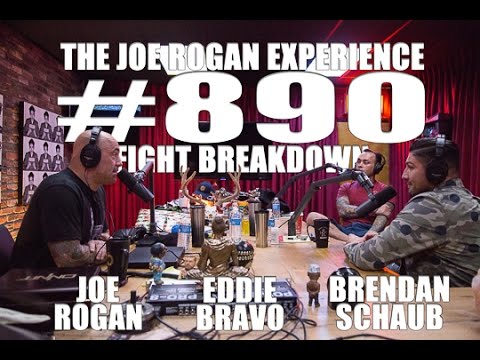 THE JOE ROGAN EXPERIENCE
#890
FIGHT BREAKDOWN
JOE
ROGAN
EDDIE
BRAVO
BRENDAN
SCHAUB